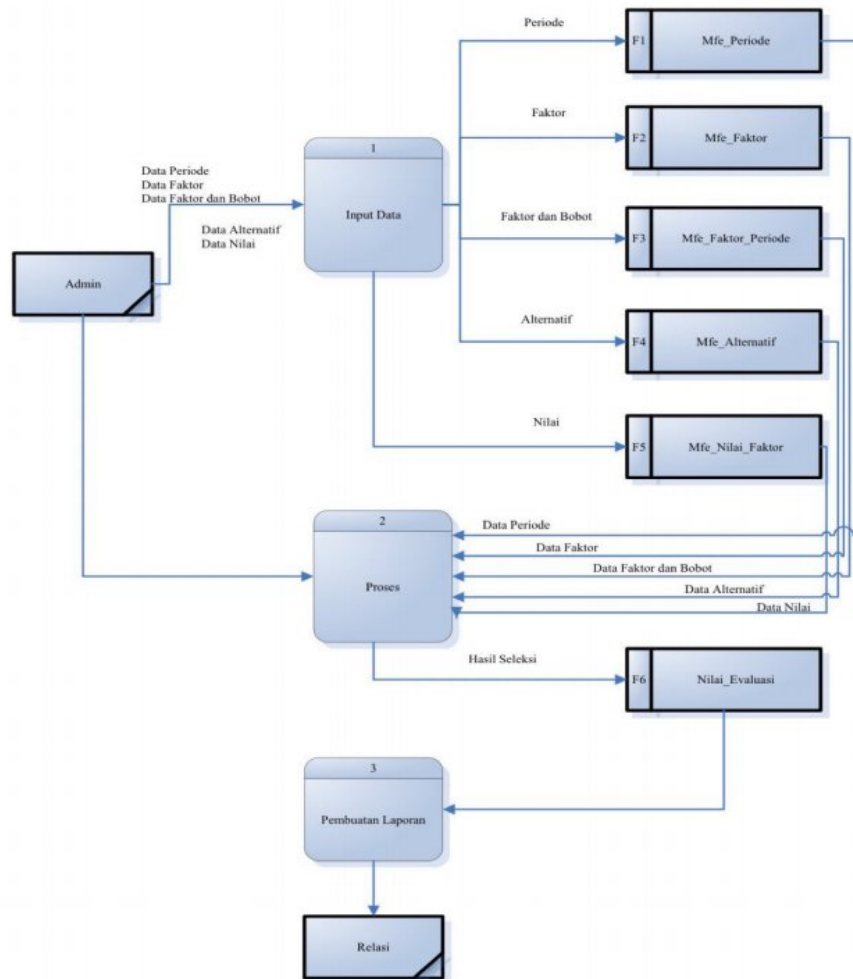 Periode
F1
Mfe_Periode
Faktor
F2
Mfe_Faktor
1
Input Data
Data Periode
Data Faktor
Data Faktor dan Bobot
Data Alternatif
Data Nilai
Faktor dan Bobot
F3
Mfe_Faktor_Periode
Admin
Alternatif
F4
Mfe_Alternatif
Nilai
F5
Mfe_Nilai_Faktor
2
Proses
Data Periode
Data Faktor
Data Faktor dan Bobot
Data Alternatif
Data Nilai
Hasil Seleksi
F6
Nilai_Evaluasi
3
Pembuatan Laporan
Relasi